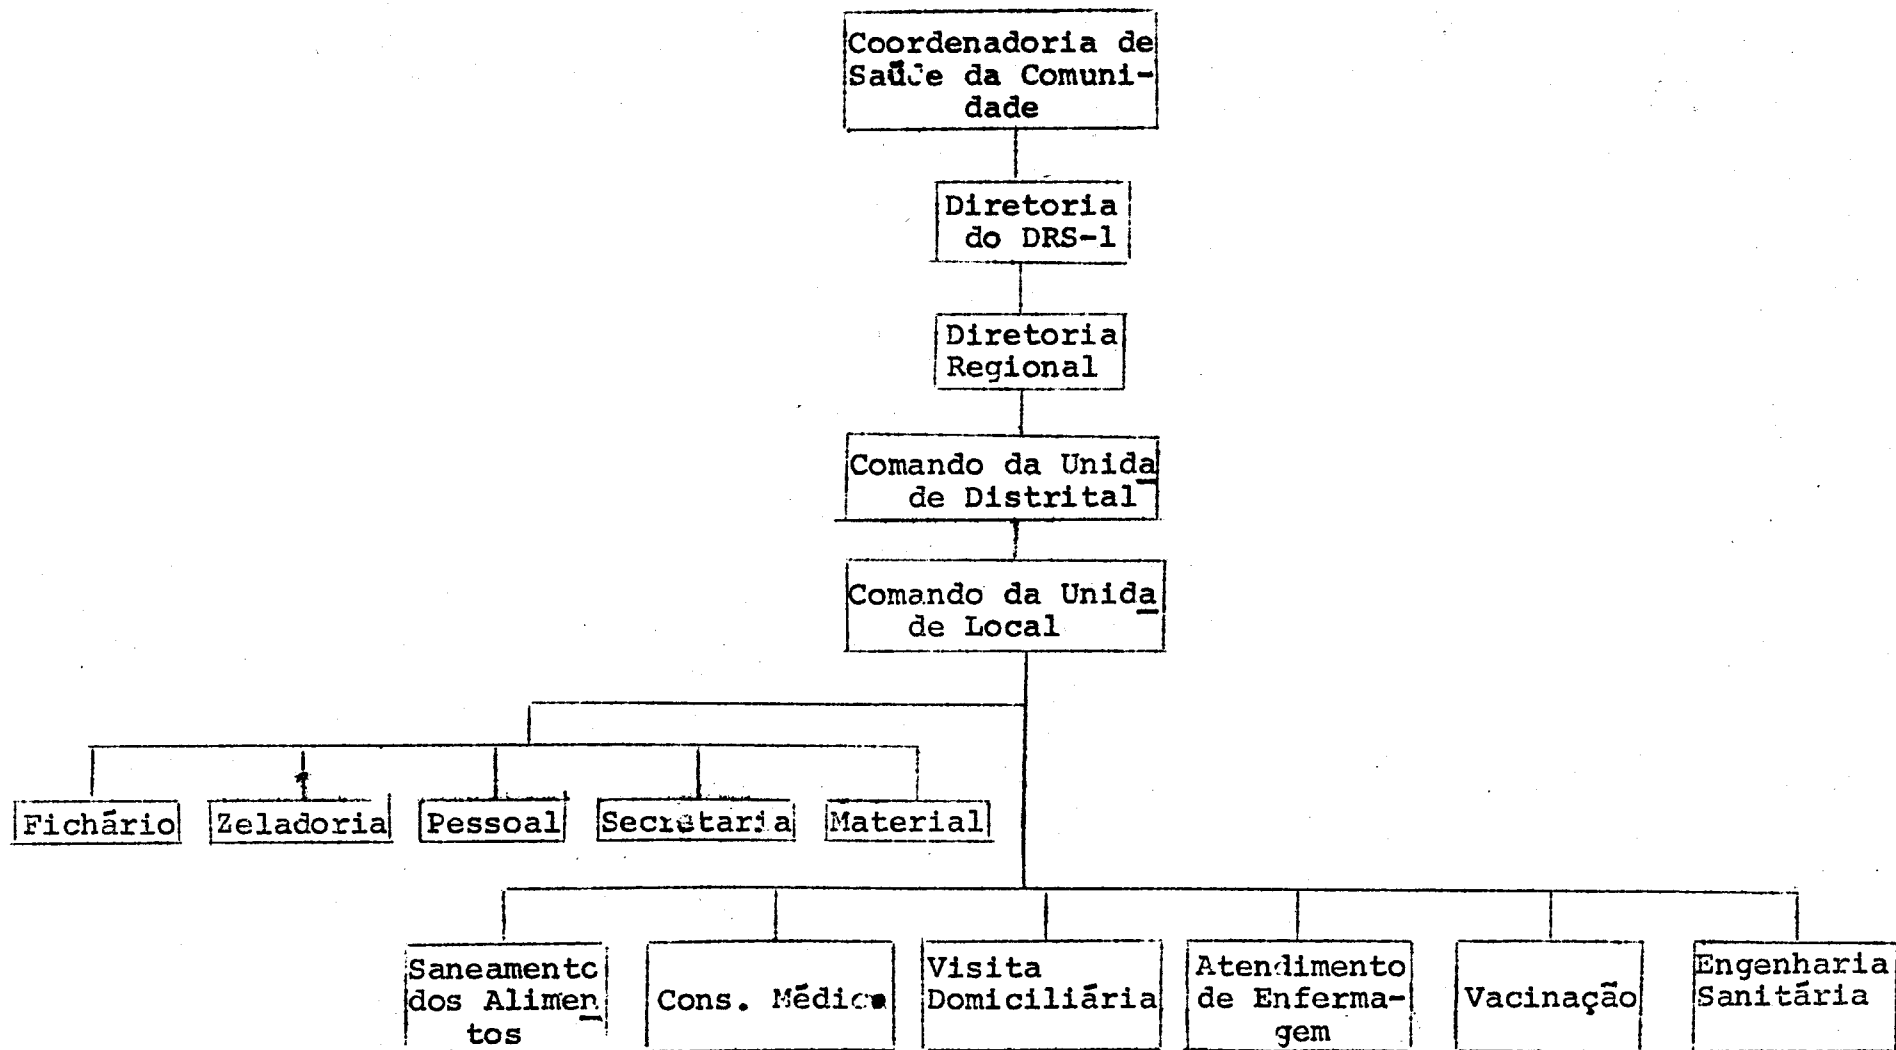 Coordenadoria de
Saúde da Comuni-
dade
Diretoria
do DRS-1
Diretoria
Regional
Comando da Unida
de Distrital
Comando da Unida
de Local
Fichário
Zeladoria
Pessoal
Secretaria
Material
Saneamento
dos Alimen
tos
Cons. Médico
Visita
Domiciliária
Atendimento
de Enferma-
gem
Vacinação
Engenharia
Sanitária